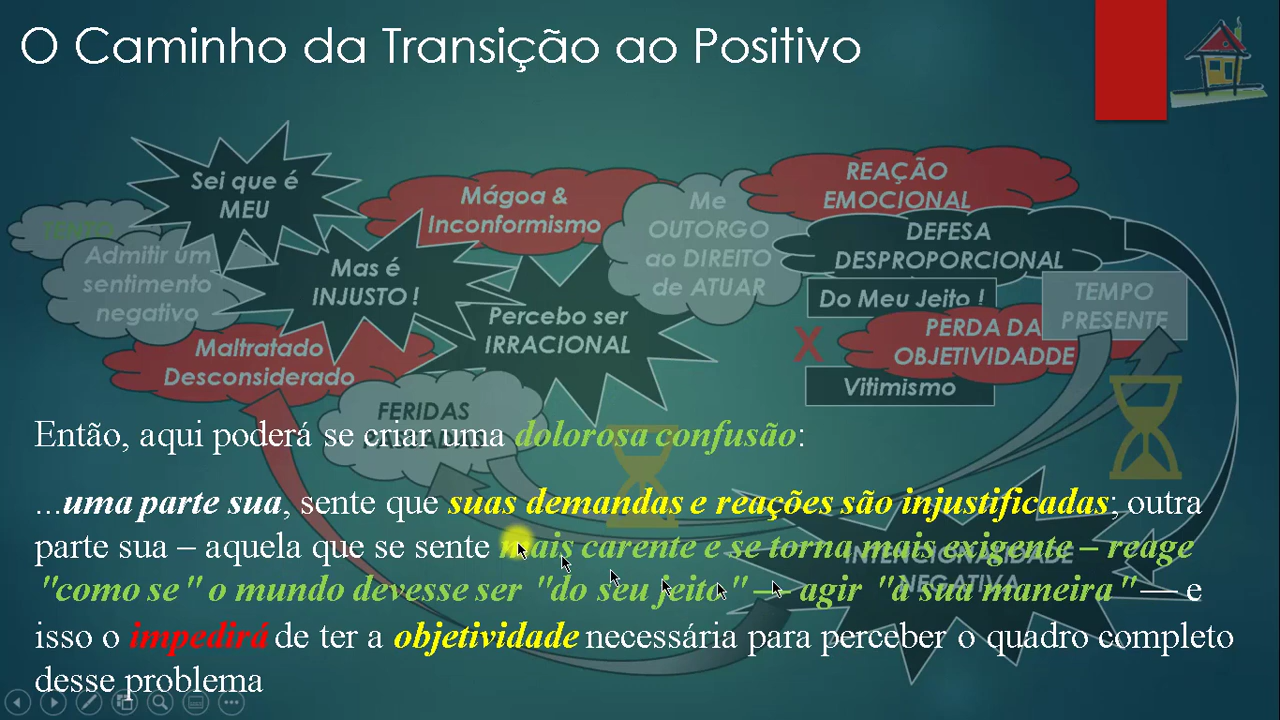 O Caminho da Transição ao Positivo
Sei que é
MEU
Admitir um
sentimento
negativo
Mas é
INJUSTO !
Mágoa &
Inconformismo
Maltratado
Desconsiderado
FERIDAS
PASSADAS
Percebo ser
IRRACIONAL
Me
OUTORGO
ao DIREITO
de ATUAR
REAÇÃO
EMOCIONAL
DEFESA
DESPROPORCIONAL
Do Meu Jeito !
X
PERDA DA
OBJETIVIDADDE
Vitimismo
TEMPO
PRESENTE
INTENCIONALIDADE
NEGATIVA
Então, aqui poderá se criar uma dolorosa confusão:
...uma parte sua, sente que suas demandas e reações são injustificadas; outra
parte sua – aquela que se sente mais carente e se torna mais exigente – reage
"como se" o mundo devesse ser "do seu jeito" — agir "à sua maneira" — e
isso o impedirá de ter a objetividade necessária para perceber o quadro completo
desse problema